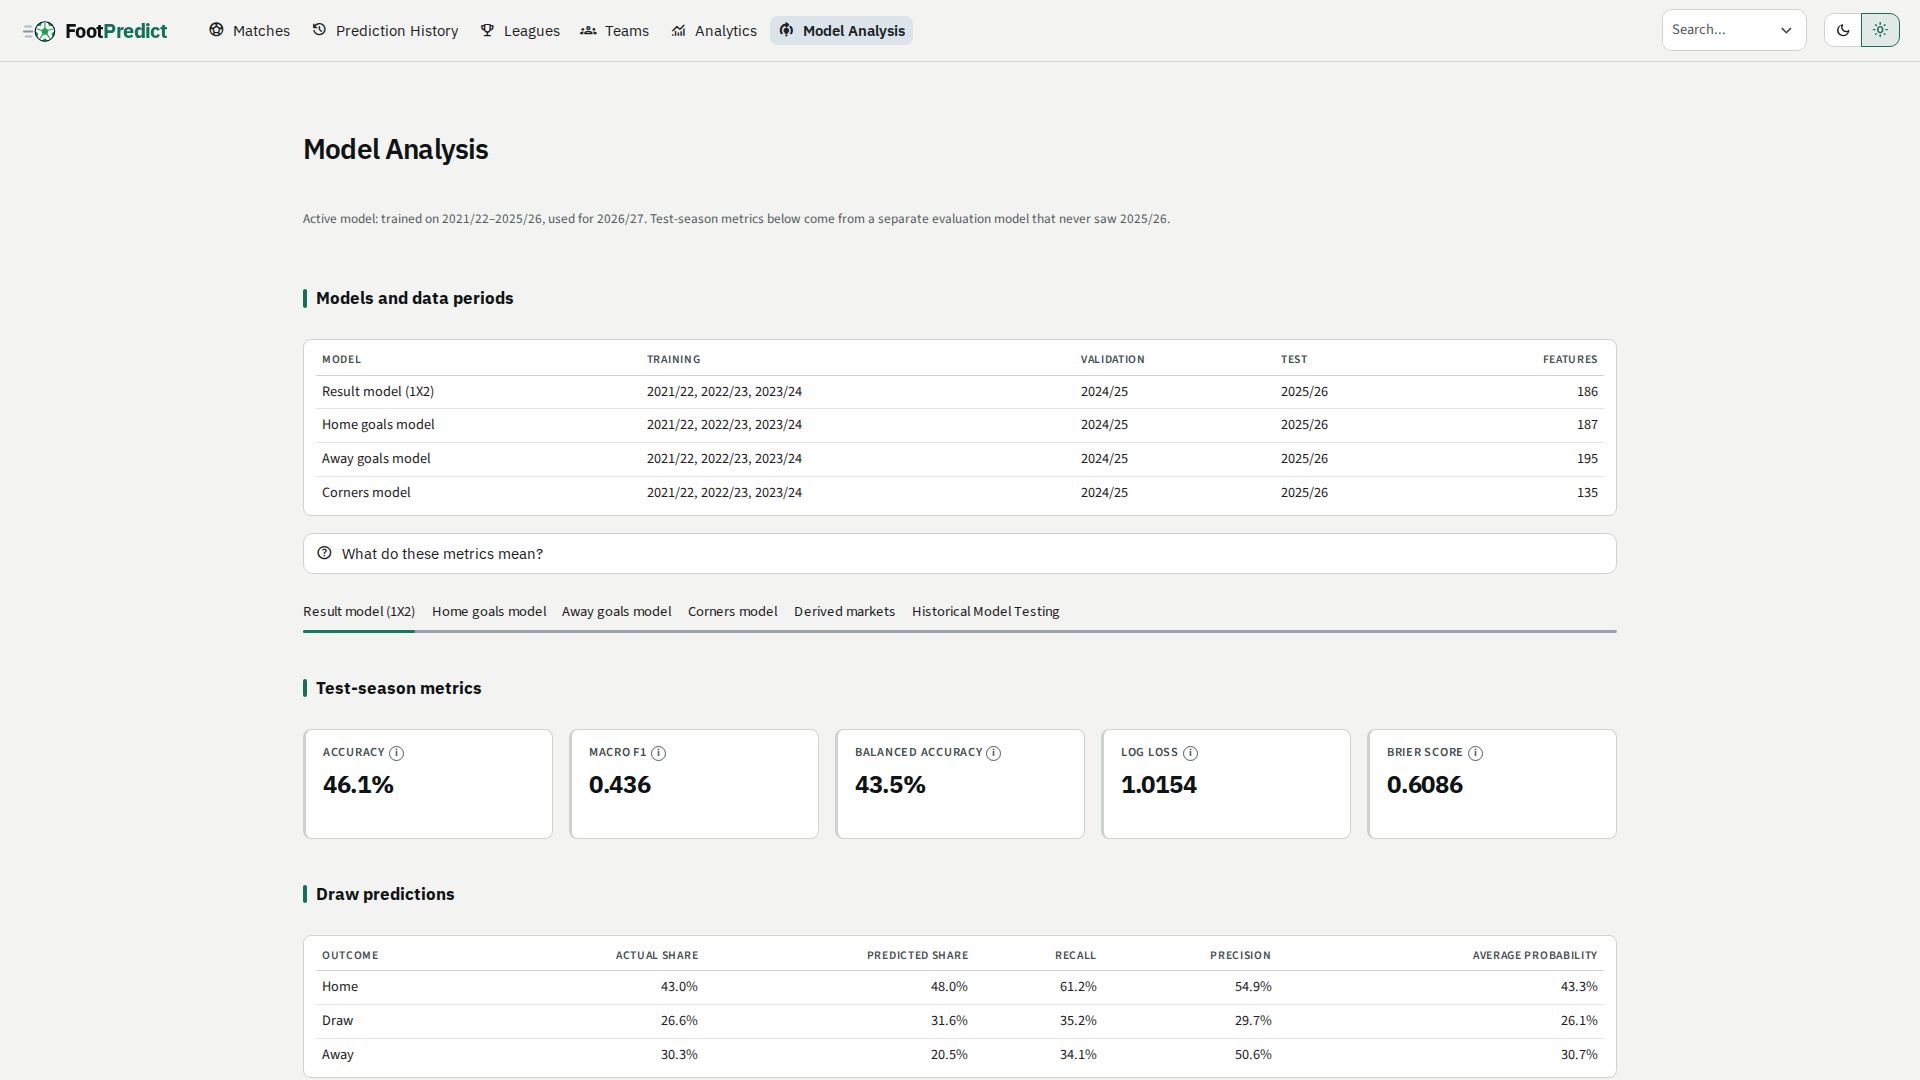 FootPredict Matches Prediction History Leagues Teams Analytics Model Analysis Search...
Model Analysis
Active model: trained on 2021/22–2025/26, used for 2026/27. Test-season metrics below come from a separate evaluation model that never saw 2025/26.
Models and data periods
MODEL TRAINING VALIDATION TEST FEATURES
Result model (1X2) 2021/22, 2022/23, 2023/24 2024/25 2025/26 186
Home goals model 2021/22, 2022/23, 2023/24 2024/25 2025/26 187
Away goals model 2021/22, 2022/23, 2023/24 2024/25 2025/26 195
Corners model 2021/22, 2022/23, 2023/24 2024/25 2025/26 135
What do these metrics mean?
Result model (1X2) Home goals model Away goals model Corners model Derived markets Historical Model Testing
Test-season metrics
ACCURACY MACRO F1 BALANCED ACCURACY LOG LOSS BRIER SCORE
46.1% 0.436 43.5% 1.0154 0.6086
Draw predictions
OUTCOME ACTUAL SHARE PREDICTED SHARE RECALL PRECISION AVERAGE PROBABILITY
Home 43.0% 48.0% 61.2% 54.9% 43.3%
Draw 26.6% 31.6% 35.2% 29.7% 26.1%
Away 30.3% 20.5% 34.1% 50.6% 30.7%